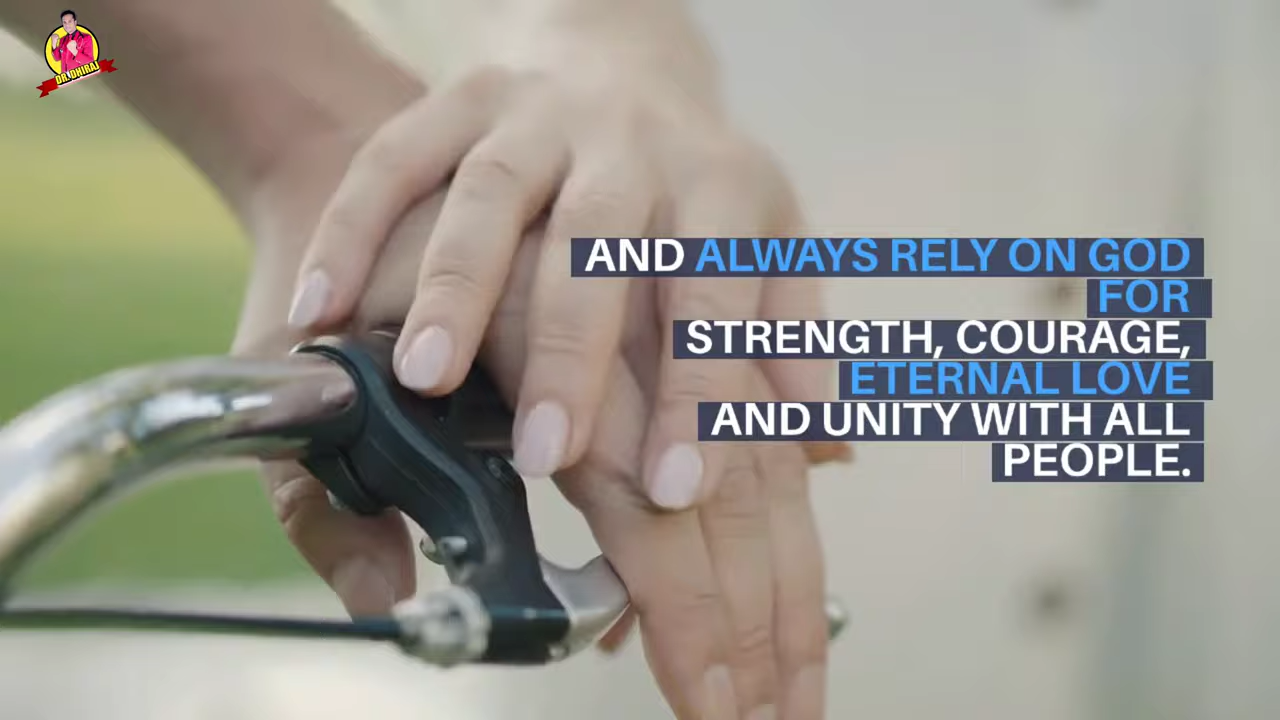 DR. DHIRAJ
AND ALWAYS RELY ON GOD
FOR
STRENGTH, COURAGE,
ETERNAL LOVE
AND UNITY WITH ALL
PEOPLE.